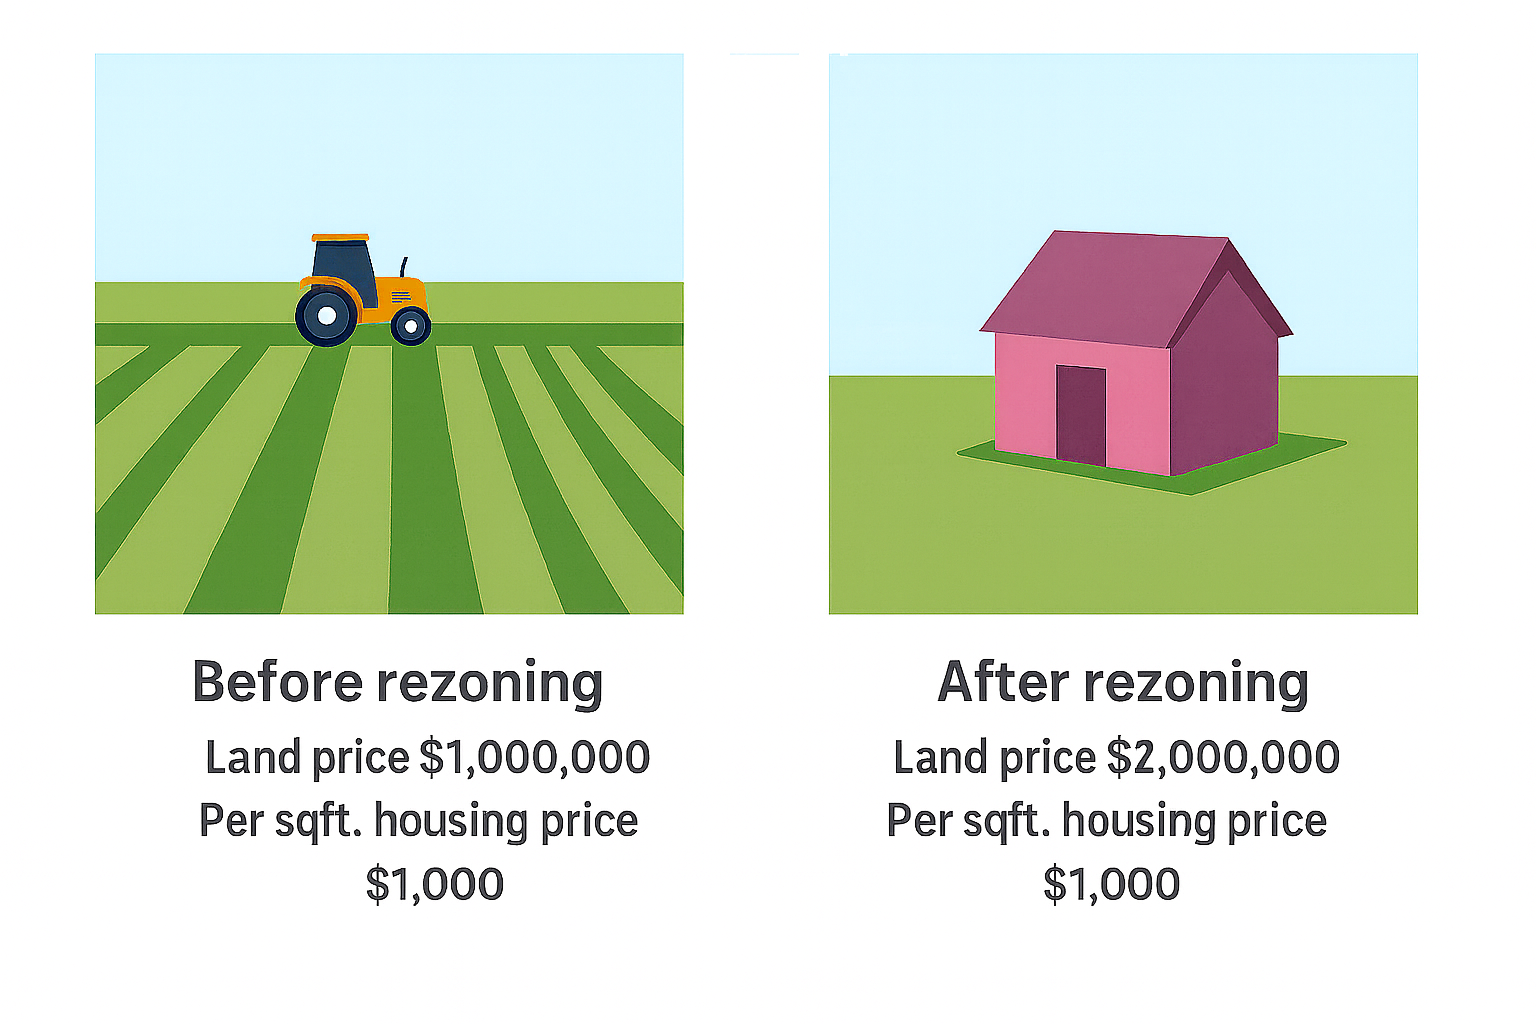 Before rezoning
Land price $1,000,000
Per sqft. housing price
$1,000
After rezoning
Land price $2,000,000
Per sqft. housing price
$1,000